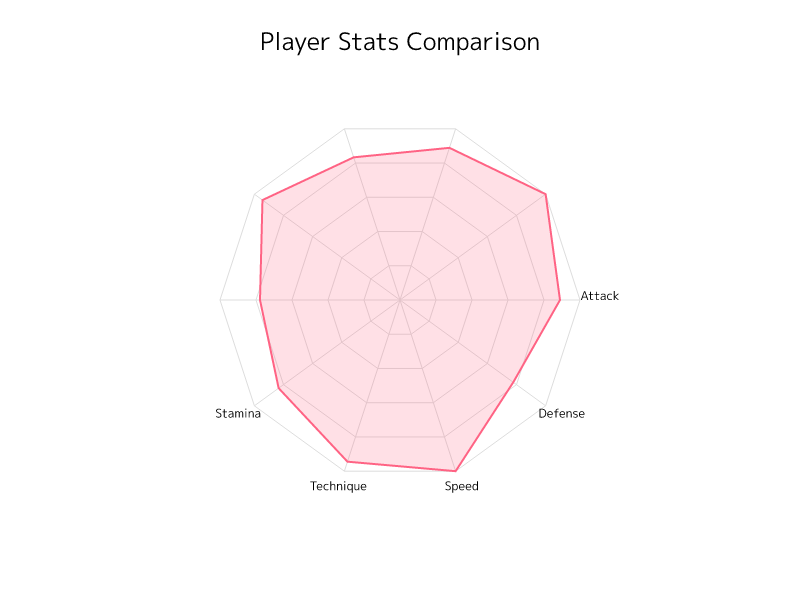 Player Stats Comparison
Attack
Defense
Stamina
Technique
Speed